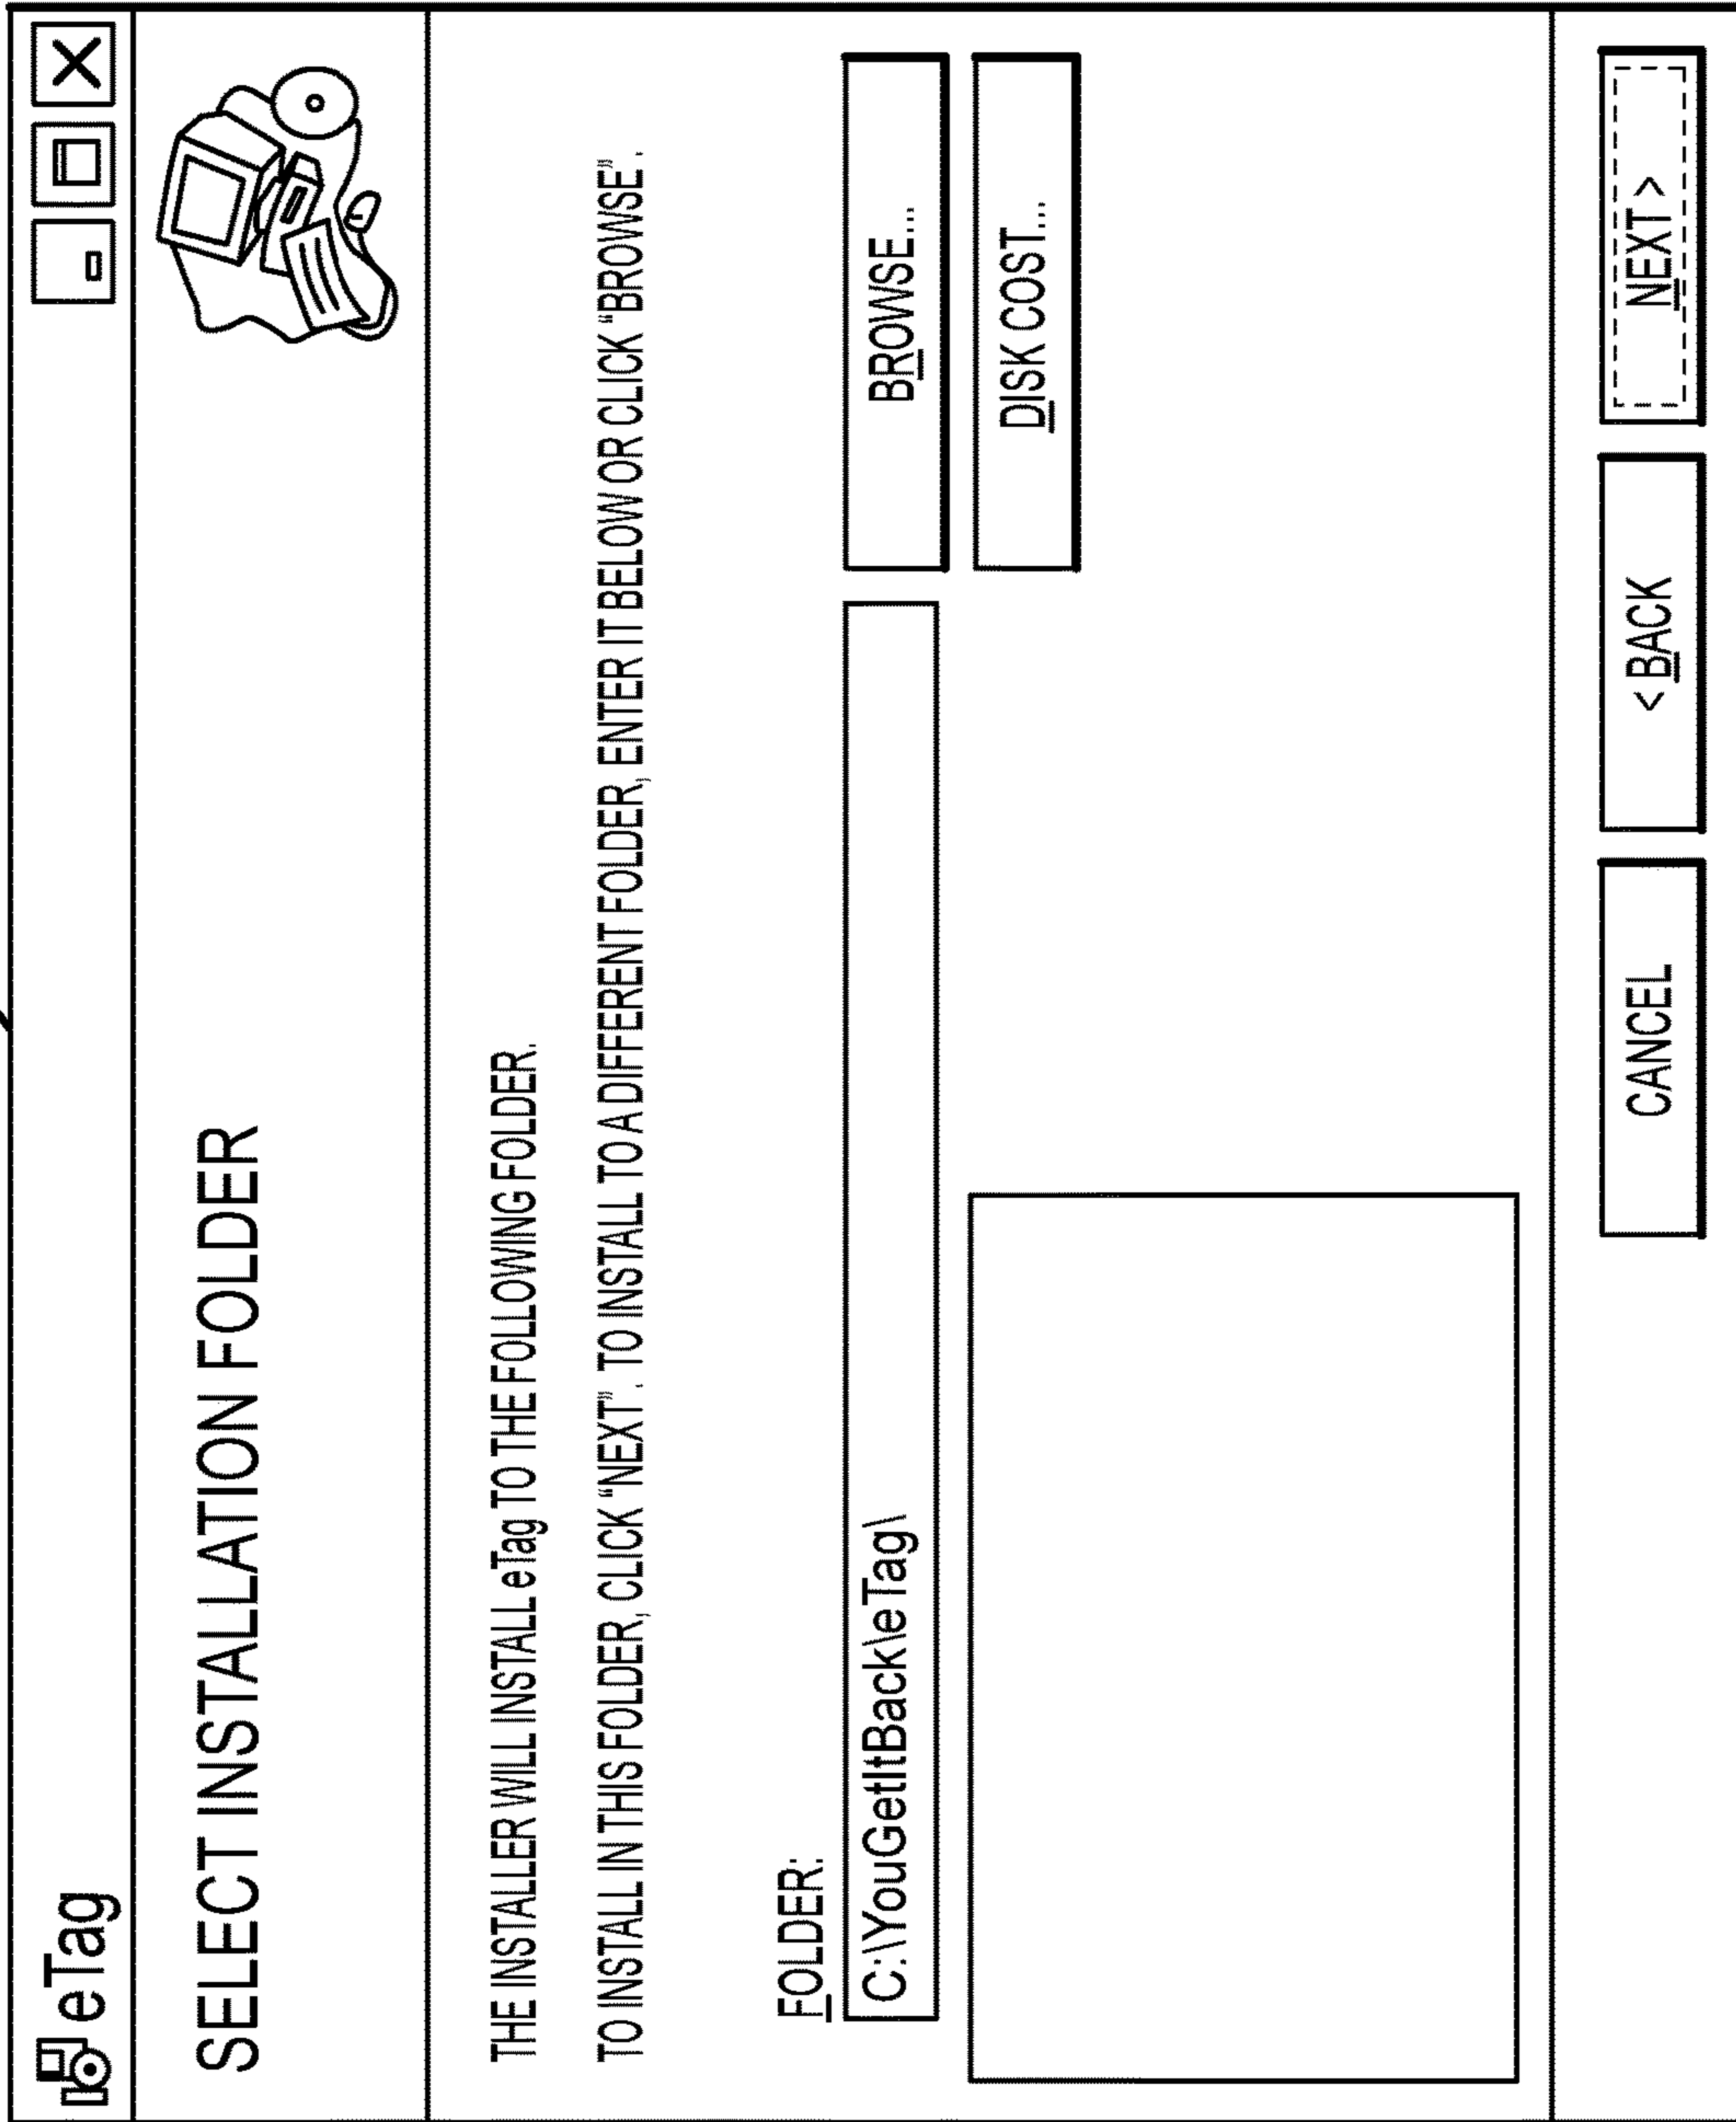 eTag
SELECT INSTALLATION FOLDER
THE INSTALLER WILL INSTALL eTag TO THE FOLLOWING FOLDER.
TO INSTALL IN THIS FOLDER, CLICK “NEXT”. TO INSTALL TO A DIFFERENT FOLDER, ENTER IT BELOW OR CLICK “BROWSE”.
FOLDER:
C:\YouGetItBack\eTag\
BROWSE...
DISK COST...
CANCEL
< BACK
NEXT >